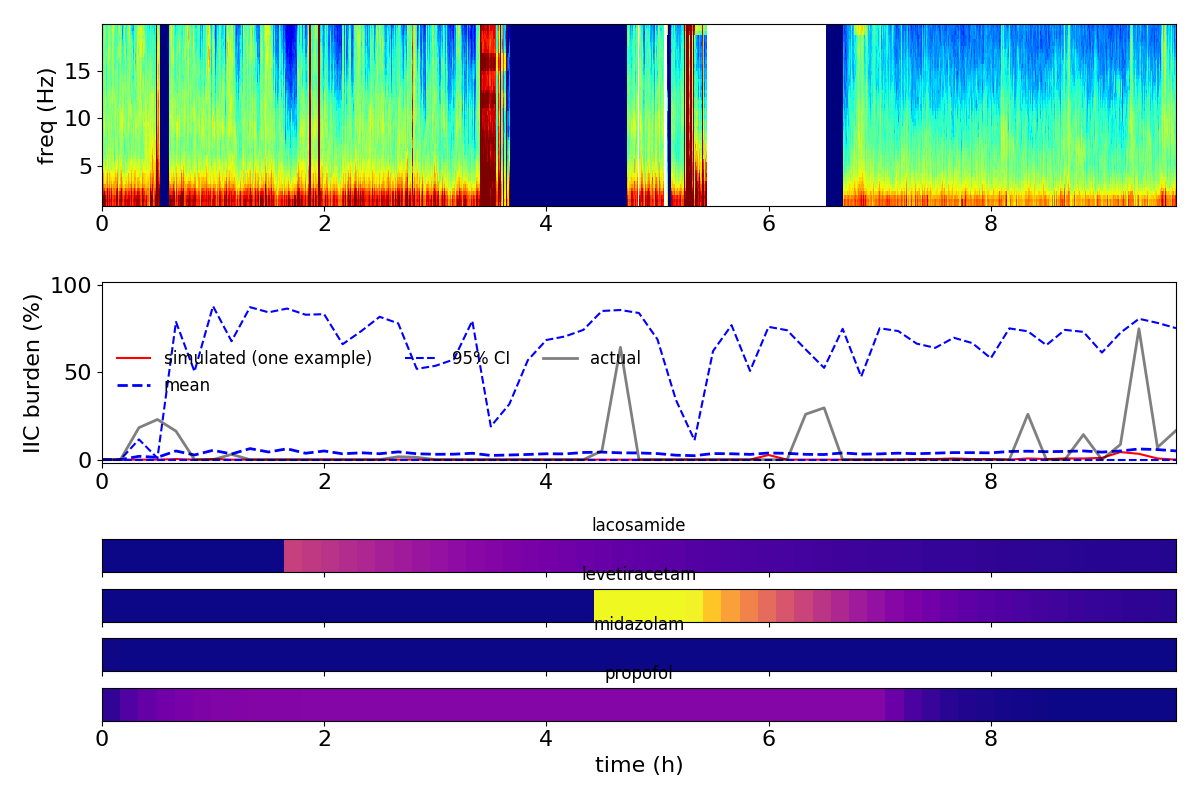 freq (Hz)
15
10
5
0 2 4 6 8
IIC burden (%)
100
50
0
simulated (one example) 95% CI actual
mean
0 2 4 6 8
lacosamide
levetiracetam
midazolam
propofol
0 2 4 6 8
time (h)